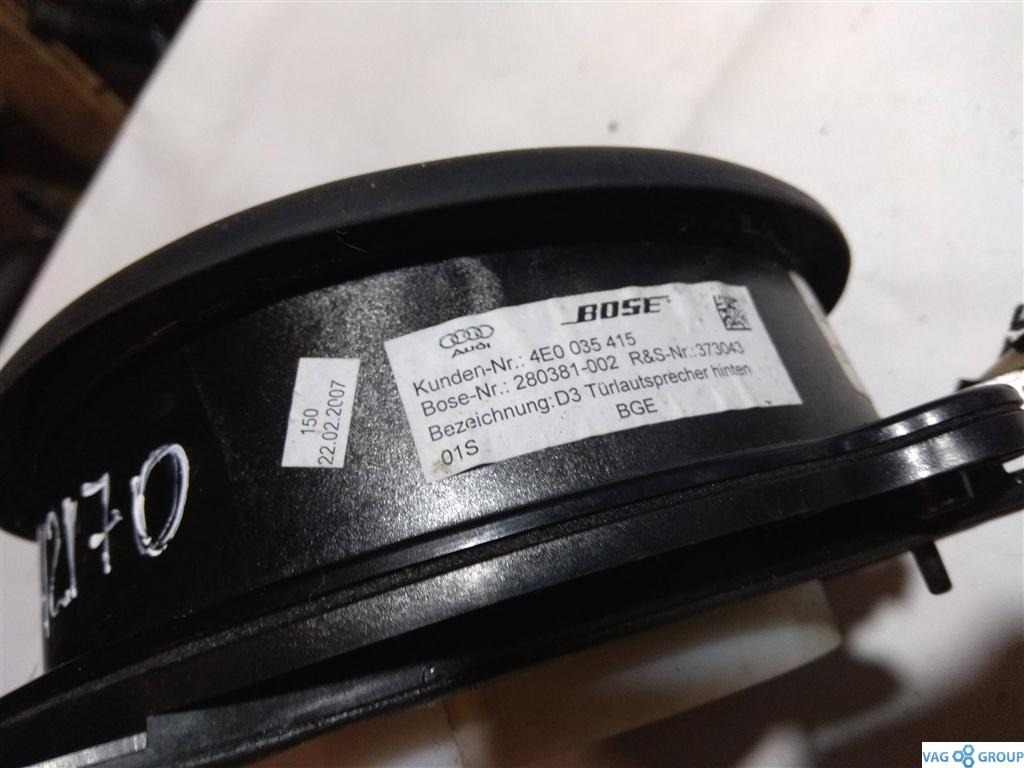 AUDI
BOSE
Kunden-Nr.: 4E0 035 415
Bose-Nr.: 280381-002 R&S-Nr.:373043
Bezeichnung:D3 Türlautsprecher hinten
01S BGE
150
22.02.2007
VAG GROUP